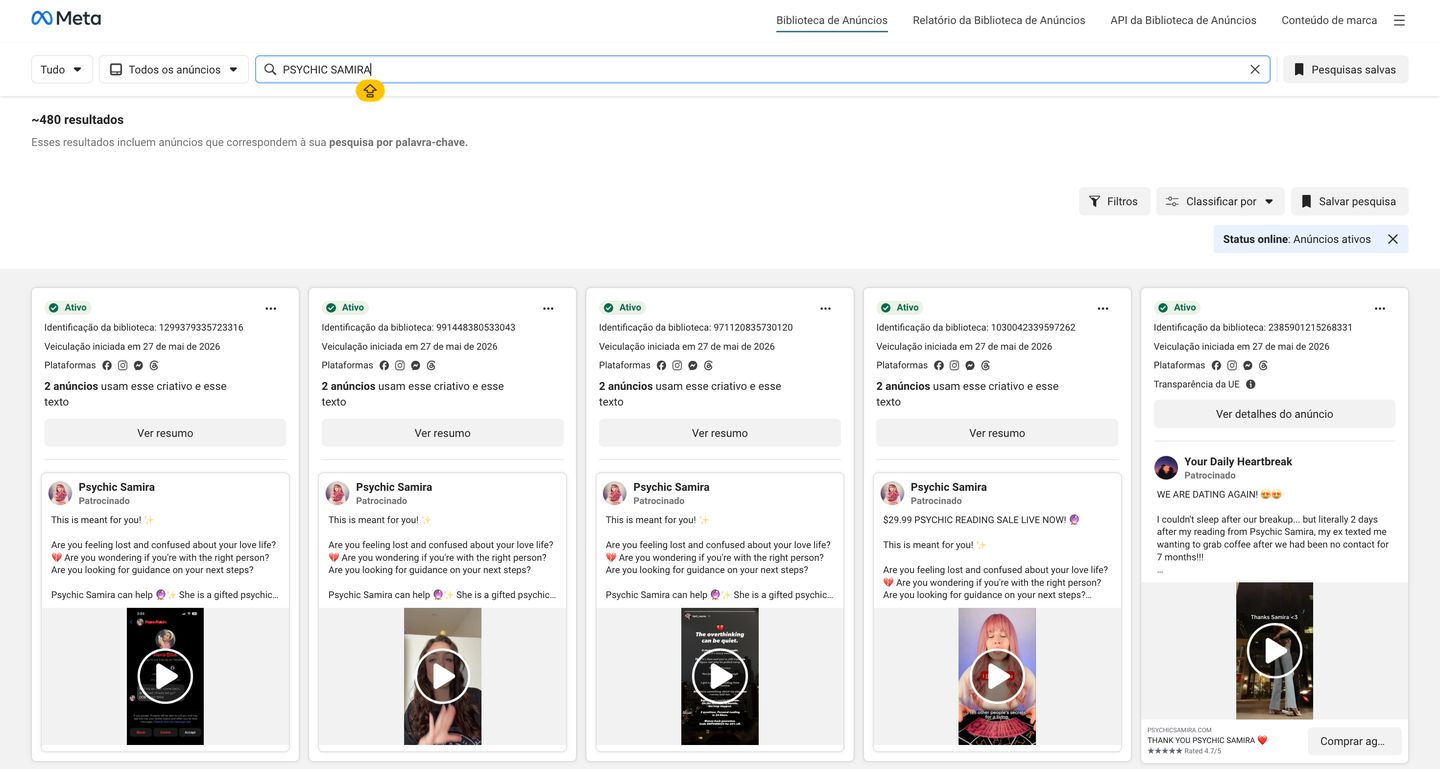 Meta
Biblioteca de Anúncios
Relatório da Biblioteca de Anúncios
API da Biblioteca de Anúncios
Conteúdo de marca
Tudo
Todos os anúncios
PSYCHIC SAMIRA
Pesquisas salvas
~480 resultados
Esses resultados incluem anúncios que correspondem à sua pesquisa por palavra-chave.
Filtros
Classificar por
Salvar pesquisa
Status online: Anúncios ativos
Ativo
Identificação da biblioteca: 1299379335723316
Veiculação iniciada em 27 de mai de 2026
Plataformas
2 anúncios usam esse criativo e esse
texto
Ver resumo
Psychic Samira
Patrocinado
This is meant for you! ✨
Are you feeling lost and confused about your love life?
💔 Are you wondering if you're with the right person?
Are you looking for guidance on your next steps?
Psychic Samira can help 🔮✨ She is a gifted psychic...
Ativo
Identificação da biblioteca: 991448380533043
Veiculação iniciada em 27 de mai de 2026
Plataformas
2 anúncios usam esse criativo e esse
texto
Ver resumo
Psychic Samira
Patrocinado
This is meant for you! ✨
Are you feeling lost and confused about your love life?
💔 Are you wondering if you're with the right person?
Are you looking for guidance on your next steps?
Psychic Samira can help 🔮✨ She is a gifted psychic...
Ativo
Identificação da biblioteca: 971120835730120
Veiculação iniciada em 27 de mai de 2026
Plataformas
2 anúncios usam esse criativo e esse
texto
Ver resumo
Psychic Samira
Patrocinado
This is meant for you! ✨
Are you feeling lost and confused about your love life?
💔 Are you wondering if you're with the right person?
Are you looking for guidance on your next steps?
Psychic Samira can help 🔮✨ She is a gifted psychic...
The overthinking
can be quiet.
Ativo
Identificação da biblioteca: 1030042339597262
Veiculação iniciada em 27 de mai de 2026
Plataformas
2 anúncios usam esse criativo e esse
texto
Ver resumo
Psychic Samira
Patrocinado
$29.99 PSYCHIC READING SALE LIVE NOW! 🔮
This is meant for you! ✨
Are you feeling lost and confused about your love life?
💔 Are you wondering if you're with the right person?
Are you looking for guidance on your next steps?...
other people's secrets
for a living
Ativo
Identificação da biblioteca: 2385901215268331
Veiculação iniciada em 27 de mai de 2026
Plataformas
Transparência da UE
Ver detalhes do anúncio
Your Daily Heartbreak
Patrocinado
WE ARE DATING AGAIN! 😍😍
I couldn't sleep after our breakup... but literally 2 days
after my reading from Psychic Samira, my ex texted me
wanting to grab coffee after we had been no contact for
7 months!!!
...
Thanks Samira <3
PSYCHICSAMIRA.COM
THANK YOU PSYCHIC SAMIRA ❤️
★★★★★ Rated 4.7/5
Comprar ag...